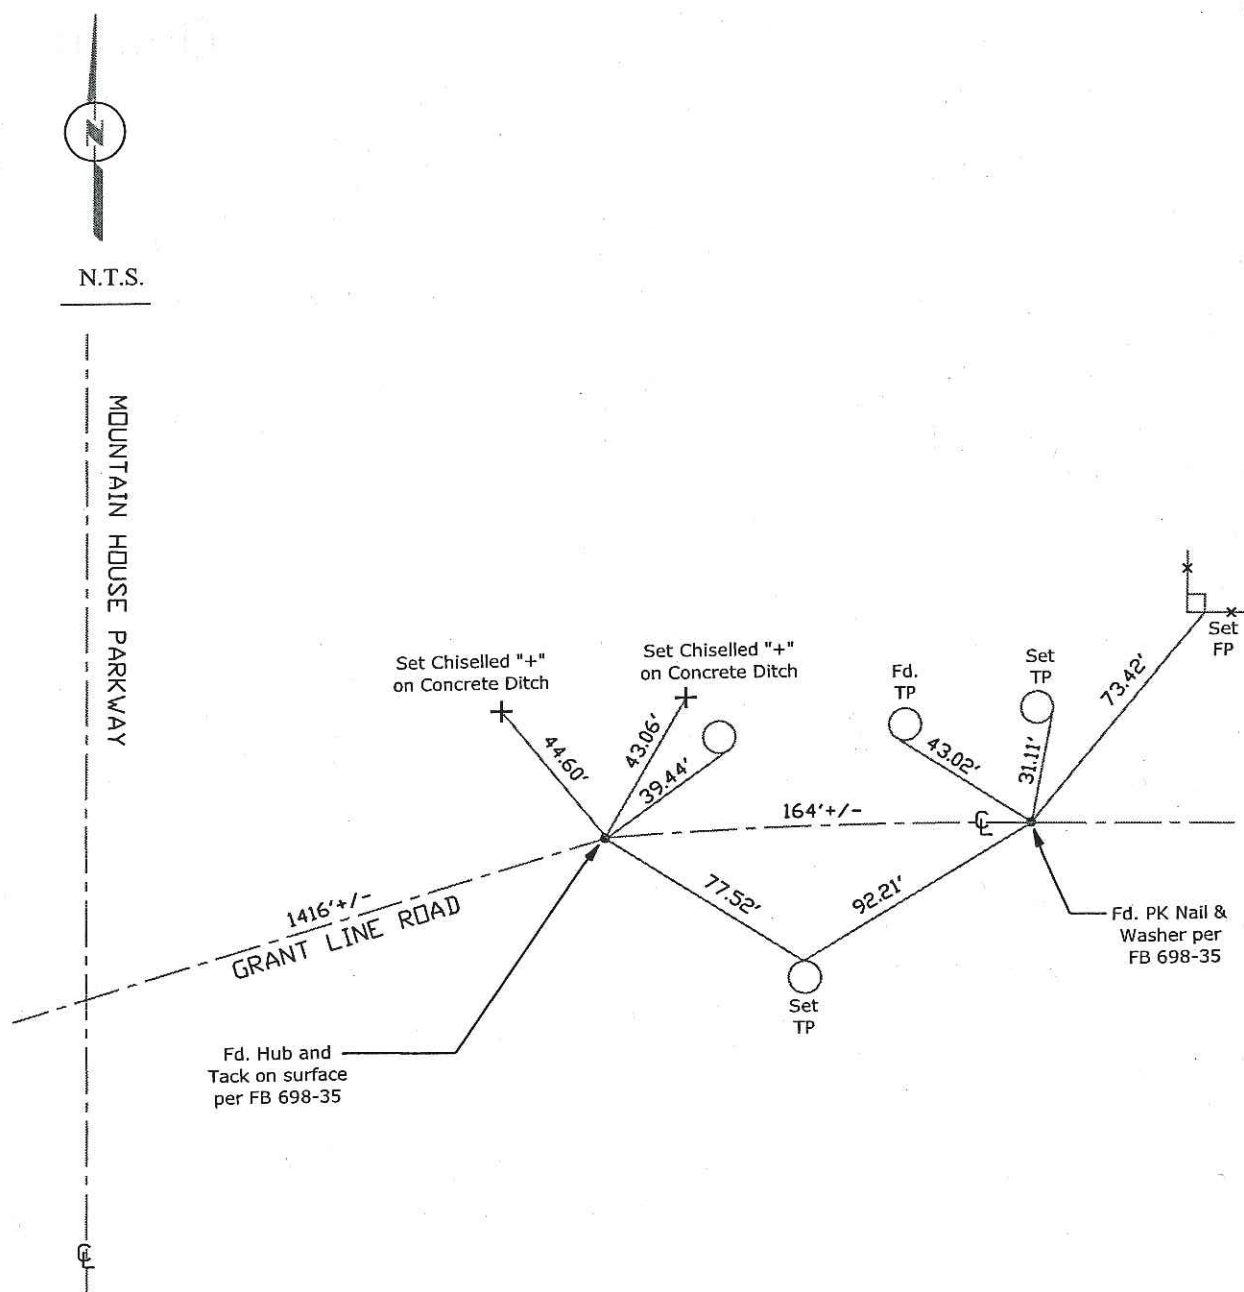 N
N.T.S.
MOUNTAIN HOUSE PARKWAY
Set Chiselled "+"
on Concrete Ditch
Set Chiselled "+"
on Concrete Ditch
Fd.
TP
Set
TP
Set
FP
44.60'
43.06'
39.44'
43.02'
31.11'
73.42'
164'+/-
℄
1416'+/-
GRANT LINE ROAD
77.52'
92.21'
Fd. PK Nail &
Washer per
FB 698-35
Set
TP
Fd. Hub and
Tack on surface
per FB 698-35
℄